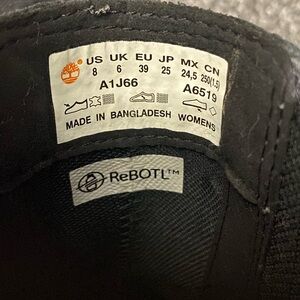 US UK EU JP MX CN
8 6 39 25 24,5 250(1.5)
A1J66 A6519
MADE IN BANGLADESH WOMENS
ReBOTL™